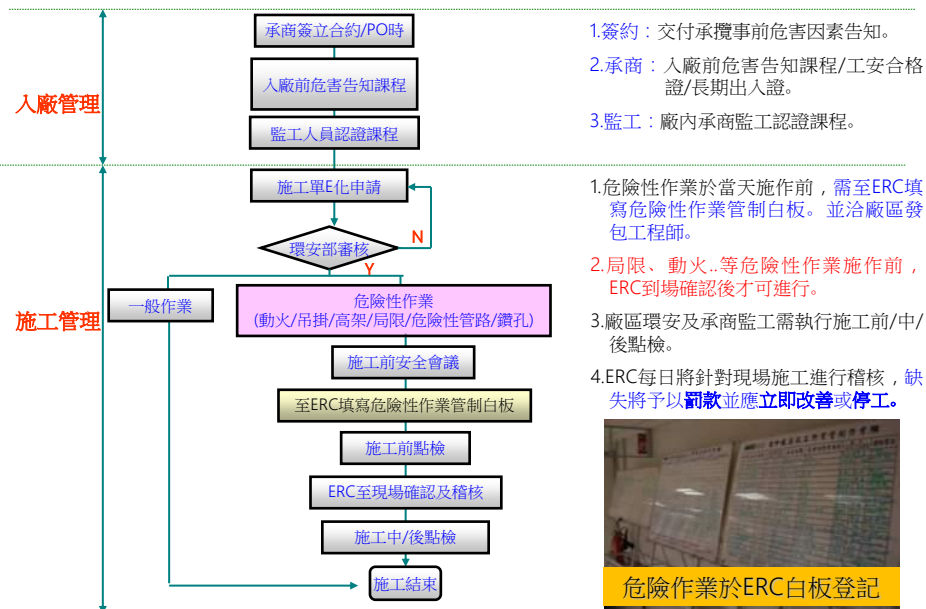 承商簽立合約/PO時
入廠前危害告知課程
入廠管理
監工人員認證課程
1.簽約：交付承攬事前危害因素告知。
2.承商：入廠前危害告知課程/工安合格
證/長期出入證。
3.監工：廠內承商監工認證課程。
施工單E化申請
N
環安部審核
Y
一般作業
危險性作業
(動火/吊掛/高架/局限/危險性管路/鑽孔)
施工管理
施工前安全會議
至ERC填寫危險性作業管制白板
施工前點檢
ERC至現場確認及稽核
施工中/後點檢
施工結束
1.危險性作業於當天施作前，需至ERC填
寫危險性作業管制白板。並洽廠區發
包工程師。
2.局限、動火..等危險性作業施作前，
ERC到場確認後才可進行。
3.廠區環安及承商監工需執行施工前/中/
後點檢。
4.ERC每日將針對現場施工進行稽核，缺
失將予以罰款並應立即改善或停工。
危險作業於ERC白板登記